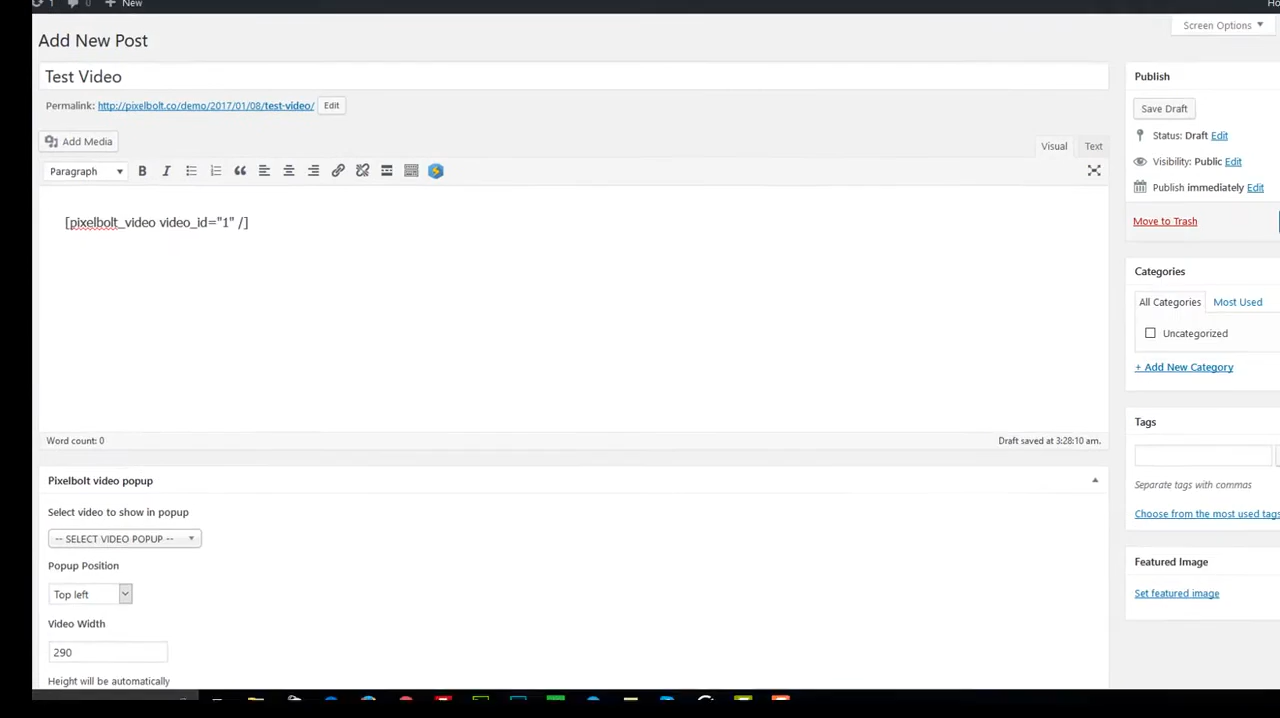 1 0 New
Ho
Screen Options
Add New Post
Test Video
Permalink: http://pixelbolt.co/demo/2017/01/08/test-video/ Edit
Add Media
Visual Text
Paragraph
[pixelbolt_video video_id="1" /]
Word count: 0
Draft saved at 3:28:10 am.
Pixelbolt video popup
Select video to show in popup
-- SELECT VIDEO POPUP --
Popup Position
Top left
Video Width
290
Height will be automatically
Publish
Save Draft
Status: Draft Edit
Visibility: Public Edit
Publish immediately Edit
Move to Trash
Categories
All Categories Most Used
Uncategorized
+ Add New Category
Tags
Separate tags with commas
Choose from the most used tags
Featured Image
Set featured image